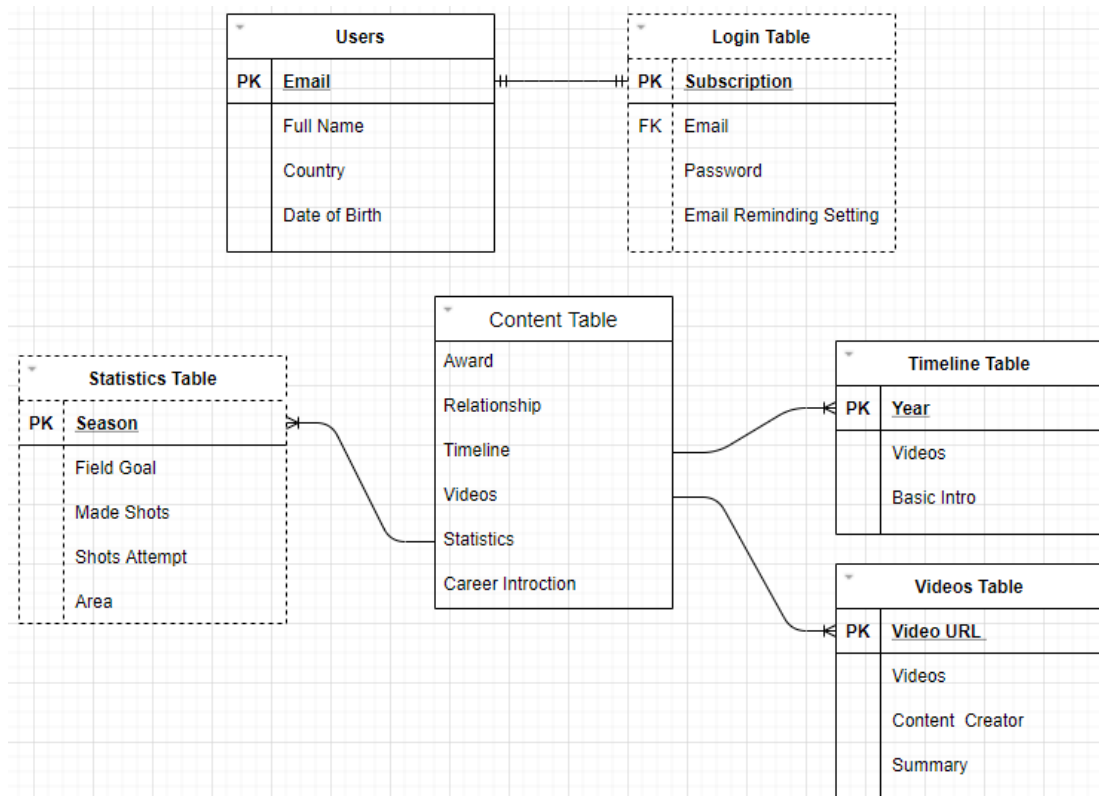 Users
PK Email
Full Name
Country
Date of Birth
Login Table
PK Subscription
FK Email
Password
Email Reminding Setting
Content Table
Award
Relationship
Timeline
Videos
Statistics
Career Introction
Statistics Table
PK Season
Field Goal
Made Shots
Shots Attempt
Area
Timeline Table
PK Year
Videos
Basic Intro
Videos Table
PK Video URL
Videos
Content Creator
Summary